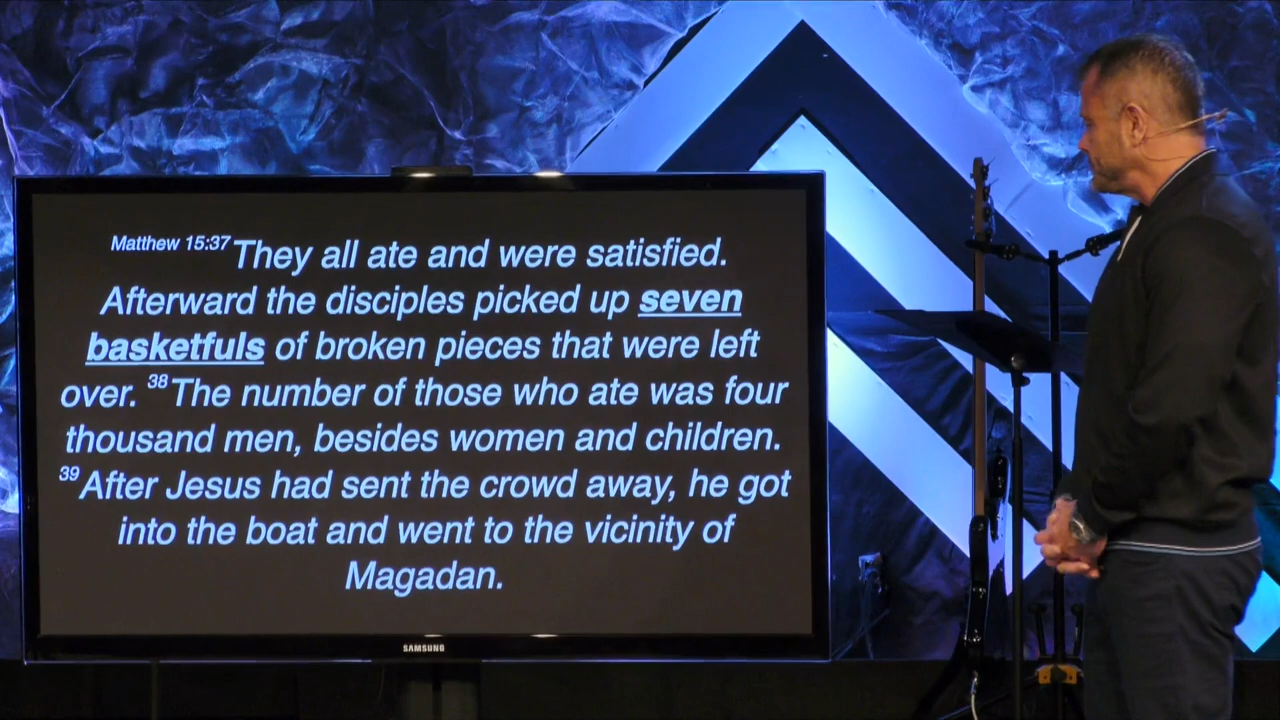 Matthew 15:37 They all ate and were satisfied.
Afterward the disciples picked up seven
basketfuls of broken pieces that were left
over. 38 The number of those who ate was four
thousand men, besides women and children.
39 After Jesus had sent the crowd away, he got
into the boat and went to the vicinity of
Magadan.
SAMSUNG